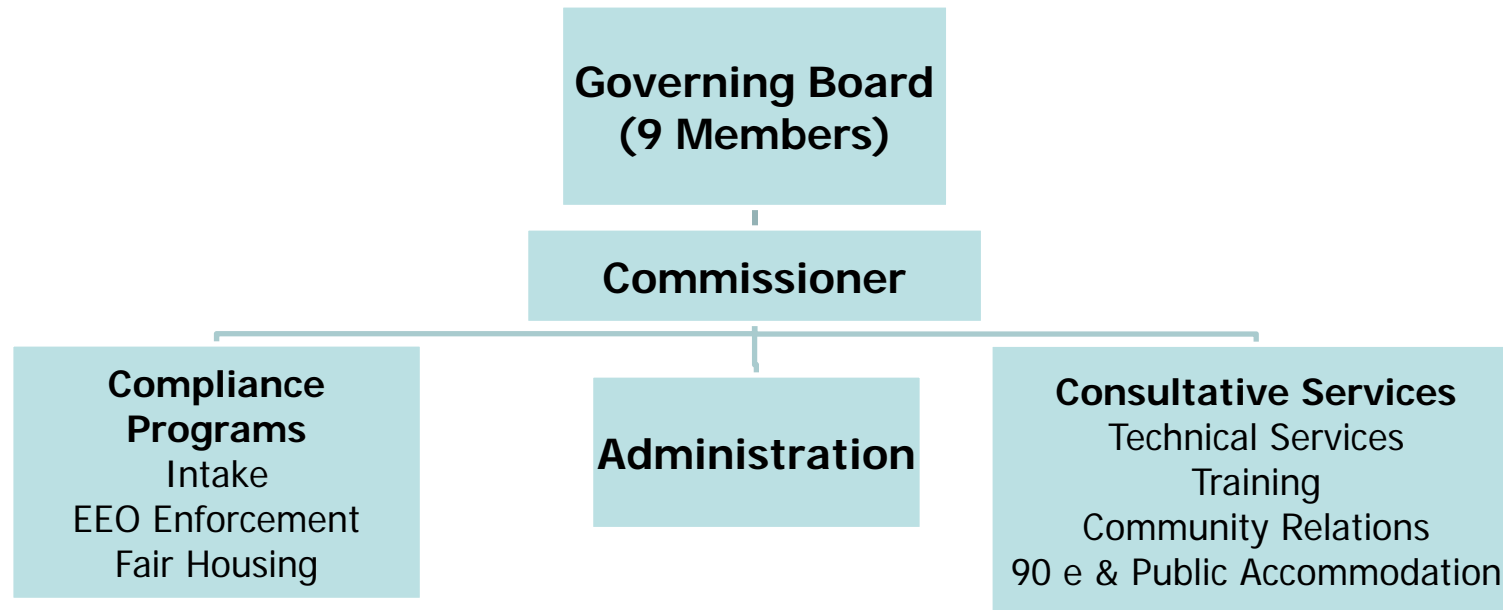 Governing Board
(9 Members)
Commissioner
Compliance
Programs
Intake
EEO Enforcement
Fair Housing
Administration
Consultative Services
Technical Services
Training
Community Relations
90 e & Public Accommodation